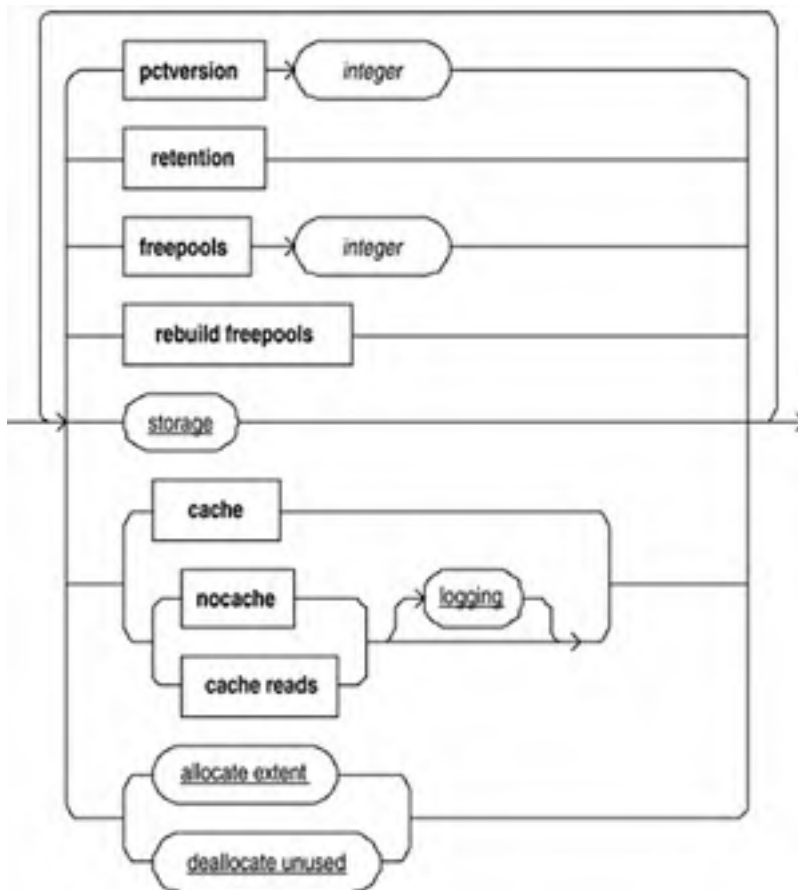 pctversion integer
retention
freepools integer
rebuild freepools
storage
cache
nocache logging
cache reads
allocate extent
deallocate unused